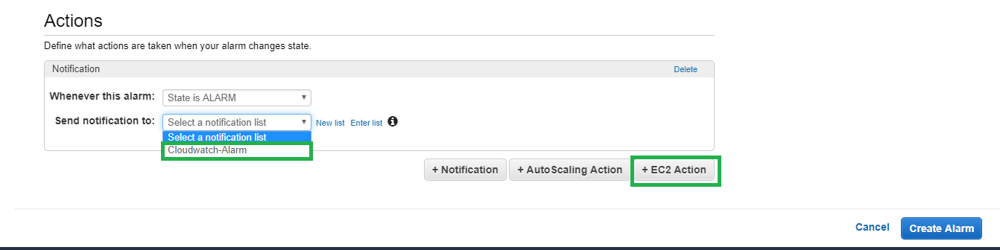 Actions
Define what actions are taken when your alarm changes state.
Notification Delete
Whenever this alarm: State is ALARM
Send notification to: Select a notification list New list Enter list
Select a notification list
Cloudwatch-Alarm
+ Notification + AutoScaling Action + EC2 Action
Cancel Create Alarm